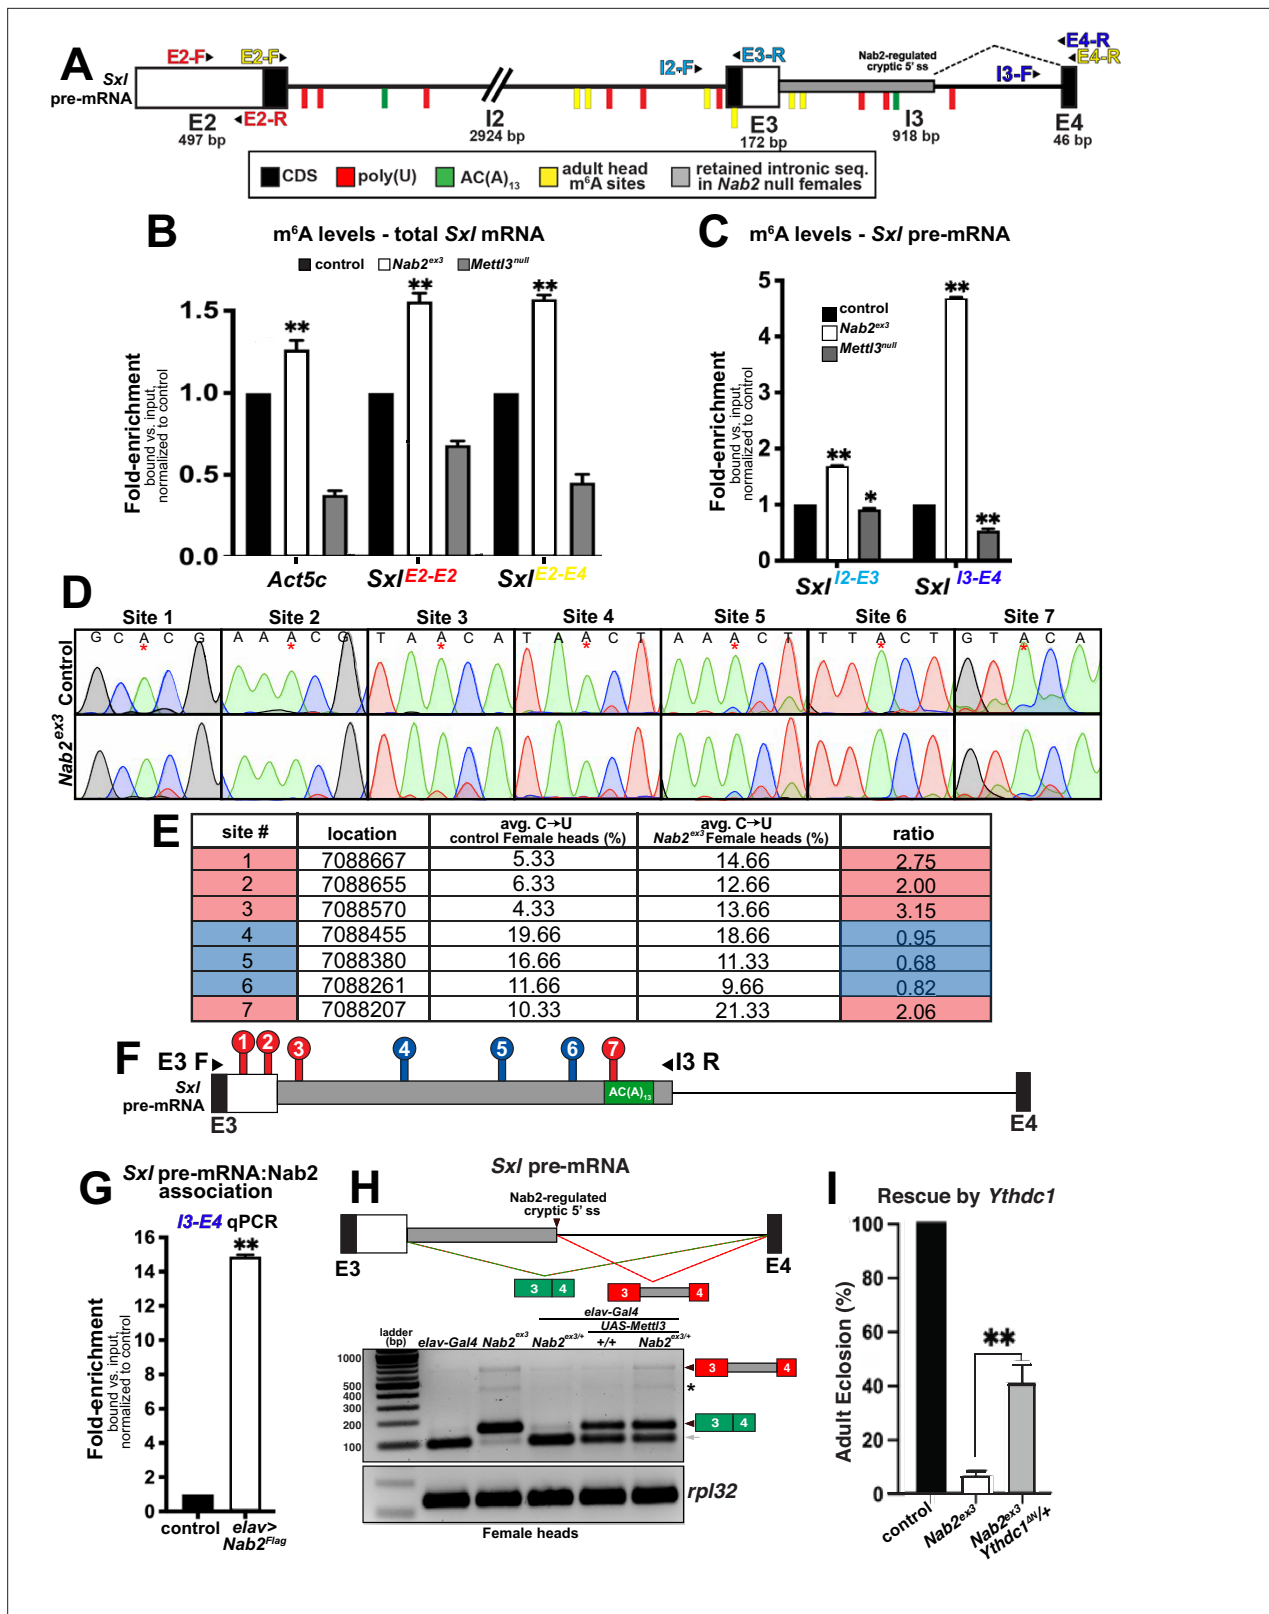 A
Sxl
pre-mRNA
E2-F
E2-F
E2-R
I2-F
E3-R
Nab2-regulated
cryptic 5' ss
I3-F
E4-R
E4-R
E2
497 bp
I2
2924 bp
E3
172 bp
I3
918 bp
E4
46 bp
CDS
poly(U)
AC(A)13
adult head
m⁶A sites
retained intronic seq.
in Nab2 null females
B
m⁶A levels - total Sxl mRNA
control Nab2ex3 Mettl3null
Fold-enrichment
bound vs. input,
normalized to control
1.5
1.0
0.5
0.0
**
**
**
Act5c
Sxl E2-E2
Sxl E2-E4
C
m⁶A levels - Sxl pre-mRNA
control
Nab2ex3
Mettl3null
Fold-enrichment
bound vs. input,
normalized to control
5
4
3
2
1
0
**
*
**
**
Sxl I2-E3
Sxl I3-E4
D
Site 1 Site 2 Site 3 Site 4 Site 5 Site 6 Site 7
Control
G C A C G A A A C G T A A C A T A A C T A A A C T T T A C T G T A C A
* * * * * * *
Nab2ex3
E
site # location avg. C→U control Female heads (%) avg. C→U Nab2ex3 Female heads (%) ratio
1 7088667 5.33 14.66 2.75
2 7088655 6.33 12.66 2.00
3 7088570 4.33 13.66 3.15
4 7088455 19.66 18.66 0.95
5 7088380 16.66 11.33 0.68
6 7088261 11.66 9.66 0.82
7 7088207 10.33 21.33 2.06
F
E3 F
1 2 3 4 5 6 7
I3 R
Sxl
pre-mRNA
AC(A)13
E3
E4
G
Sxl pre-mRNA:Nab2
association
I3-E4 qPCR
Fold-enrichment
bound vs. input,
normalized to control
16
14
12
10
8
6
4
2
0
**
control
elav>
Nab2Flag
H
Sxl pre-mRNA
Nab2-regulated
cryptic 5' ss
E3
E4
3 4
3 4
elav-Gal4
UAS-Mettl3
ladder
(bp)
elav-Gal4 Nab2ex3 Nab2ex3/+ +/+ Nab2ex3/+
1000
500
400
300
200
100
3 4
*
3 4
rpl32
Female heads
I
Rescue by Ythdc1
Adult Eclosion (%)
100
80
60
40
20
0
**
control
Nab2ex3
Nab2ex3
Ythdc1ΔN/+